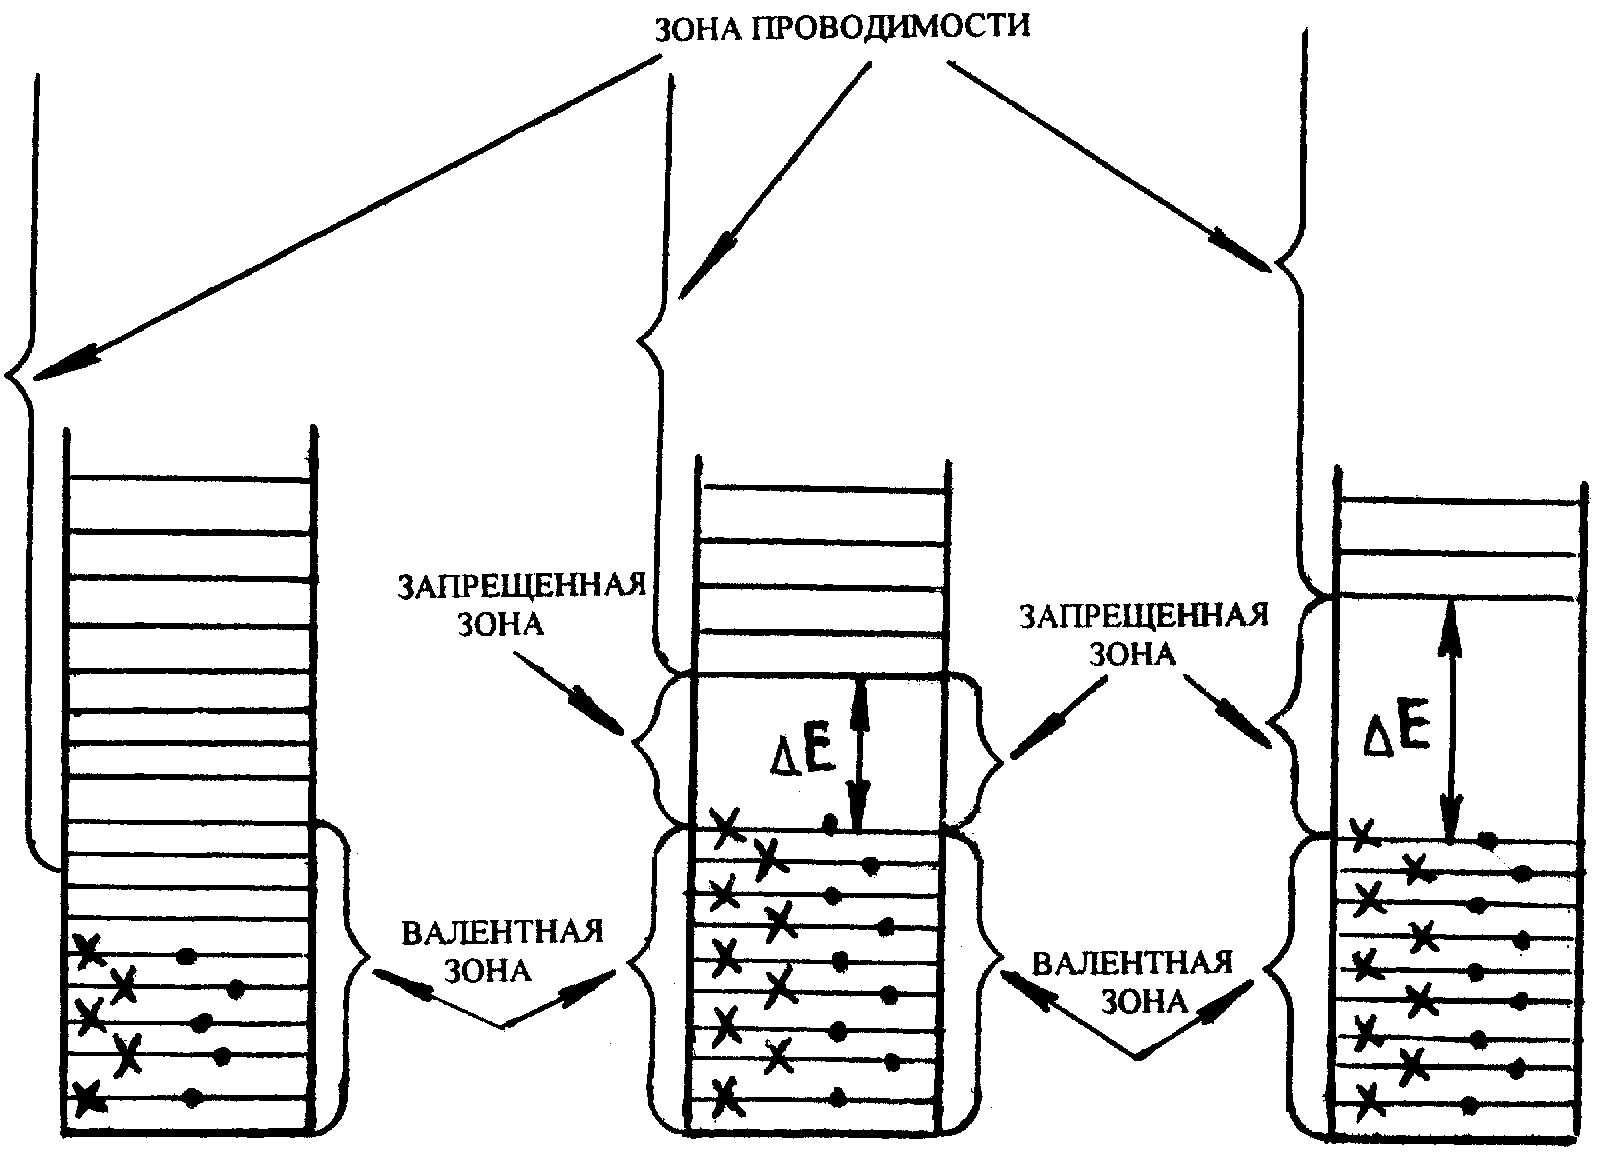 ЗОНА ПРОВОДИМОСТИ
ЗАПРЕЩЕННАЯ
ЗОНА
ЗАПРЕЩЕННАЯ
ЗОНА
ΔE
ΔE
ВАЛЕНТНАЯ
ЗОНА
ВАЛЕНТНАЯ
ЗОНА